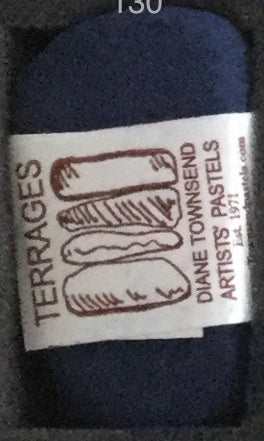 130
TERRAGES
DIANE TOWNSEND
ARTISTS' PASTELS
Est. 1971